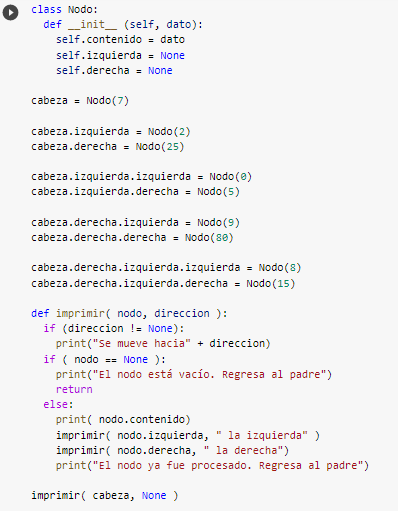 class Nodo:
  def __init__ (self, dato):
    self.contenido = dato
    self.izquierda = None
    self.derecha = None

cabeza = Nodo(7)

cabeza.izquierda = Nodo(2)
cabeza.derecha = Nodo(25)

cabeza.izquierda.izquierda = Nodo(0)
cabeza.izquierda.derecha = Nodo(5)

cabeza.derecha.izquierda = Nodo(9)
cabeza.derecha.derecha = Nodo(80)

cabeza.derecha.izquierda.izquierda = Nodo(8)
cabeza.derecha.izquierda.derecha = Nodo(15)

def imprimir( nodo, direccion ):
  if (direccion != None):
    print("Se mueve hacia" + direccion)
  if ( nodo == None ):
    print("El nodo está vacío. Regresa al padre")
    return
  else:
    print( nodo.contenido)
    imprimir( nodo.izquierda, " la izquierda" )
    imprimir( nodo.derecha, " la derecha")
    print("El nodo ya fue procesado. Regresa al padre")

imprimir( cabeza, None )